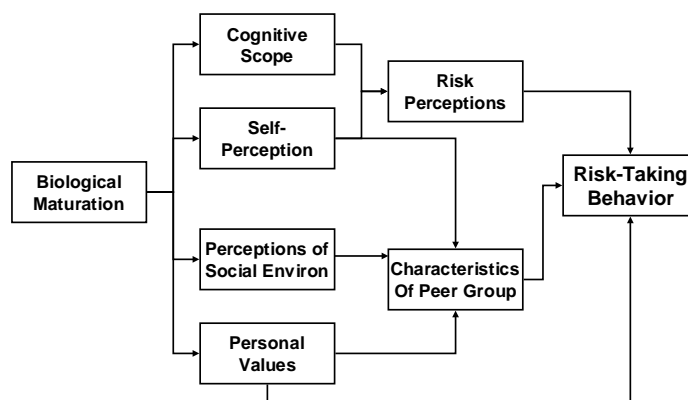 Cognitive
Scope
Risk
Perceptions
Self-
Perception
Biological
Maturation
Risk-Taking
Behavior
Perceptions of
Social Environ
Characteristics
Of Peer Group
Personal
Values